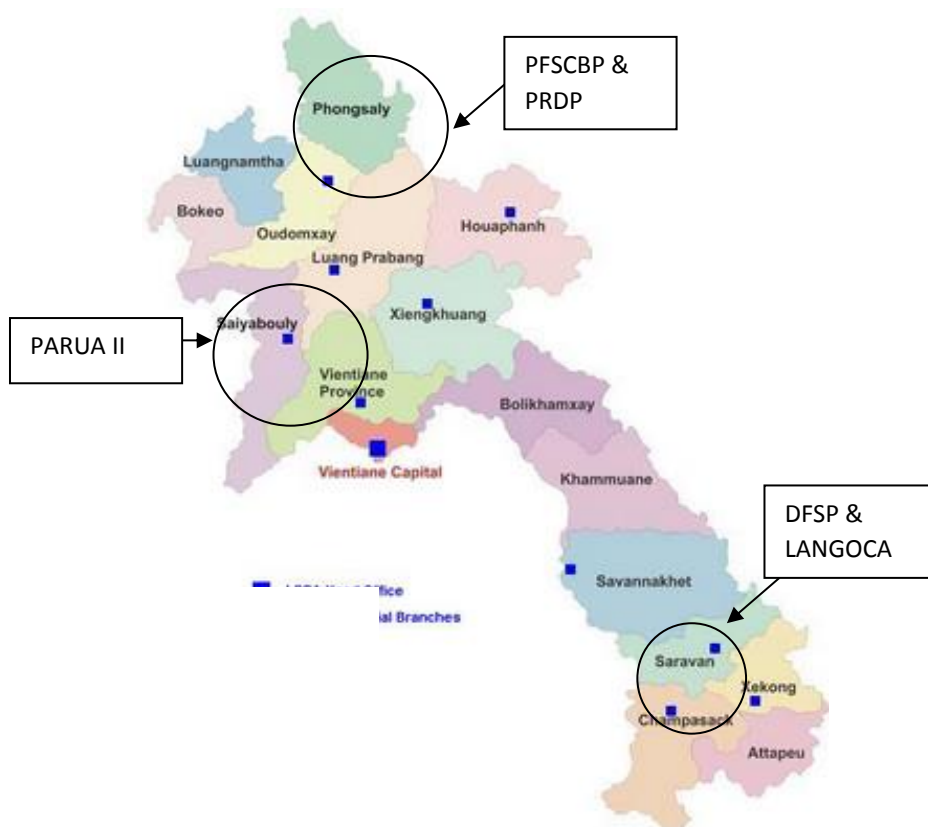 PFSCBP &
PRDP
Phongsaly
Luangnamtha
Bokeo
Oudomxay
Houaphanh
Luang Prabang
Xiengkhuang
Saiyabouly
PARUA II
Vientiane
Province
Bolikhamxay
Vientiane Capital
Khammuane
DFSP &
LANGOCA
Savannakhet
Branches
Saravan
Xekong
Champasack
Attapeu